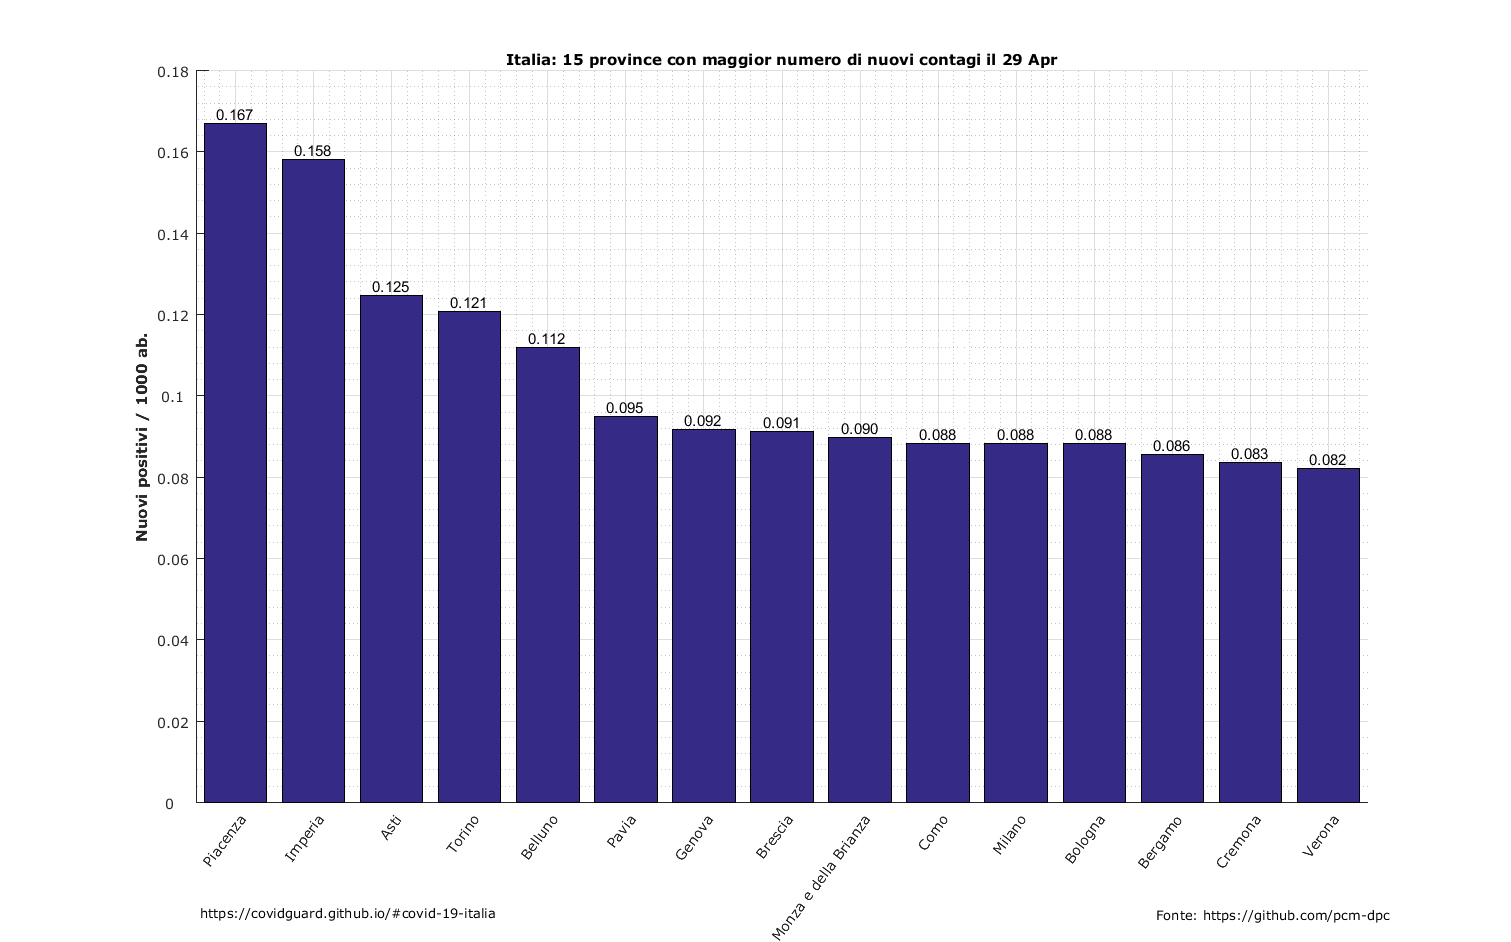 Italia: 15 province con maggior numero di nuovi contagi il 29 Apr
Nuovi positivi / 1000 ab.
0.18
0.16
0.14
0.12
0.1
0.08
0.06
0.04
0.02
0
0.167
0.158
0.125
0.121
0.112
0.095
0.092
0.091
0.090
0.088
0.088
0.088
0.086
0.083
0.082
Piacenza
Imperia
Asti
Torino
Belluno
Pavia
Genova
Brescia
Monza e della Brianza
Como
Milano
Bologna
Bergamo
Cremona
Verona
https://covidguard.github.io/#covid-19-italia
Fonte: https://github.com/pcm-dpc